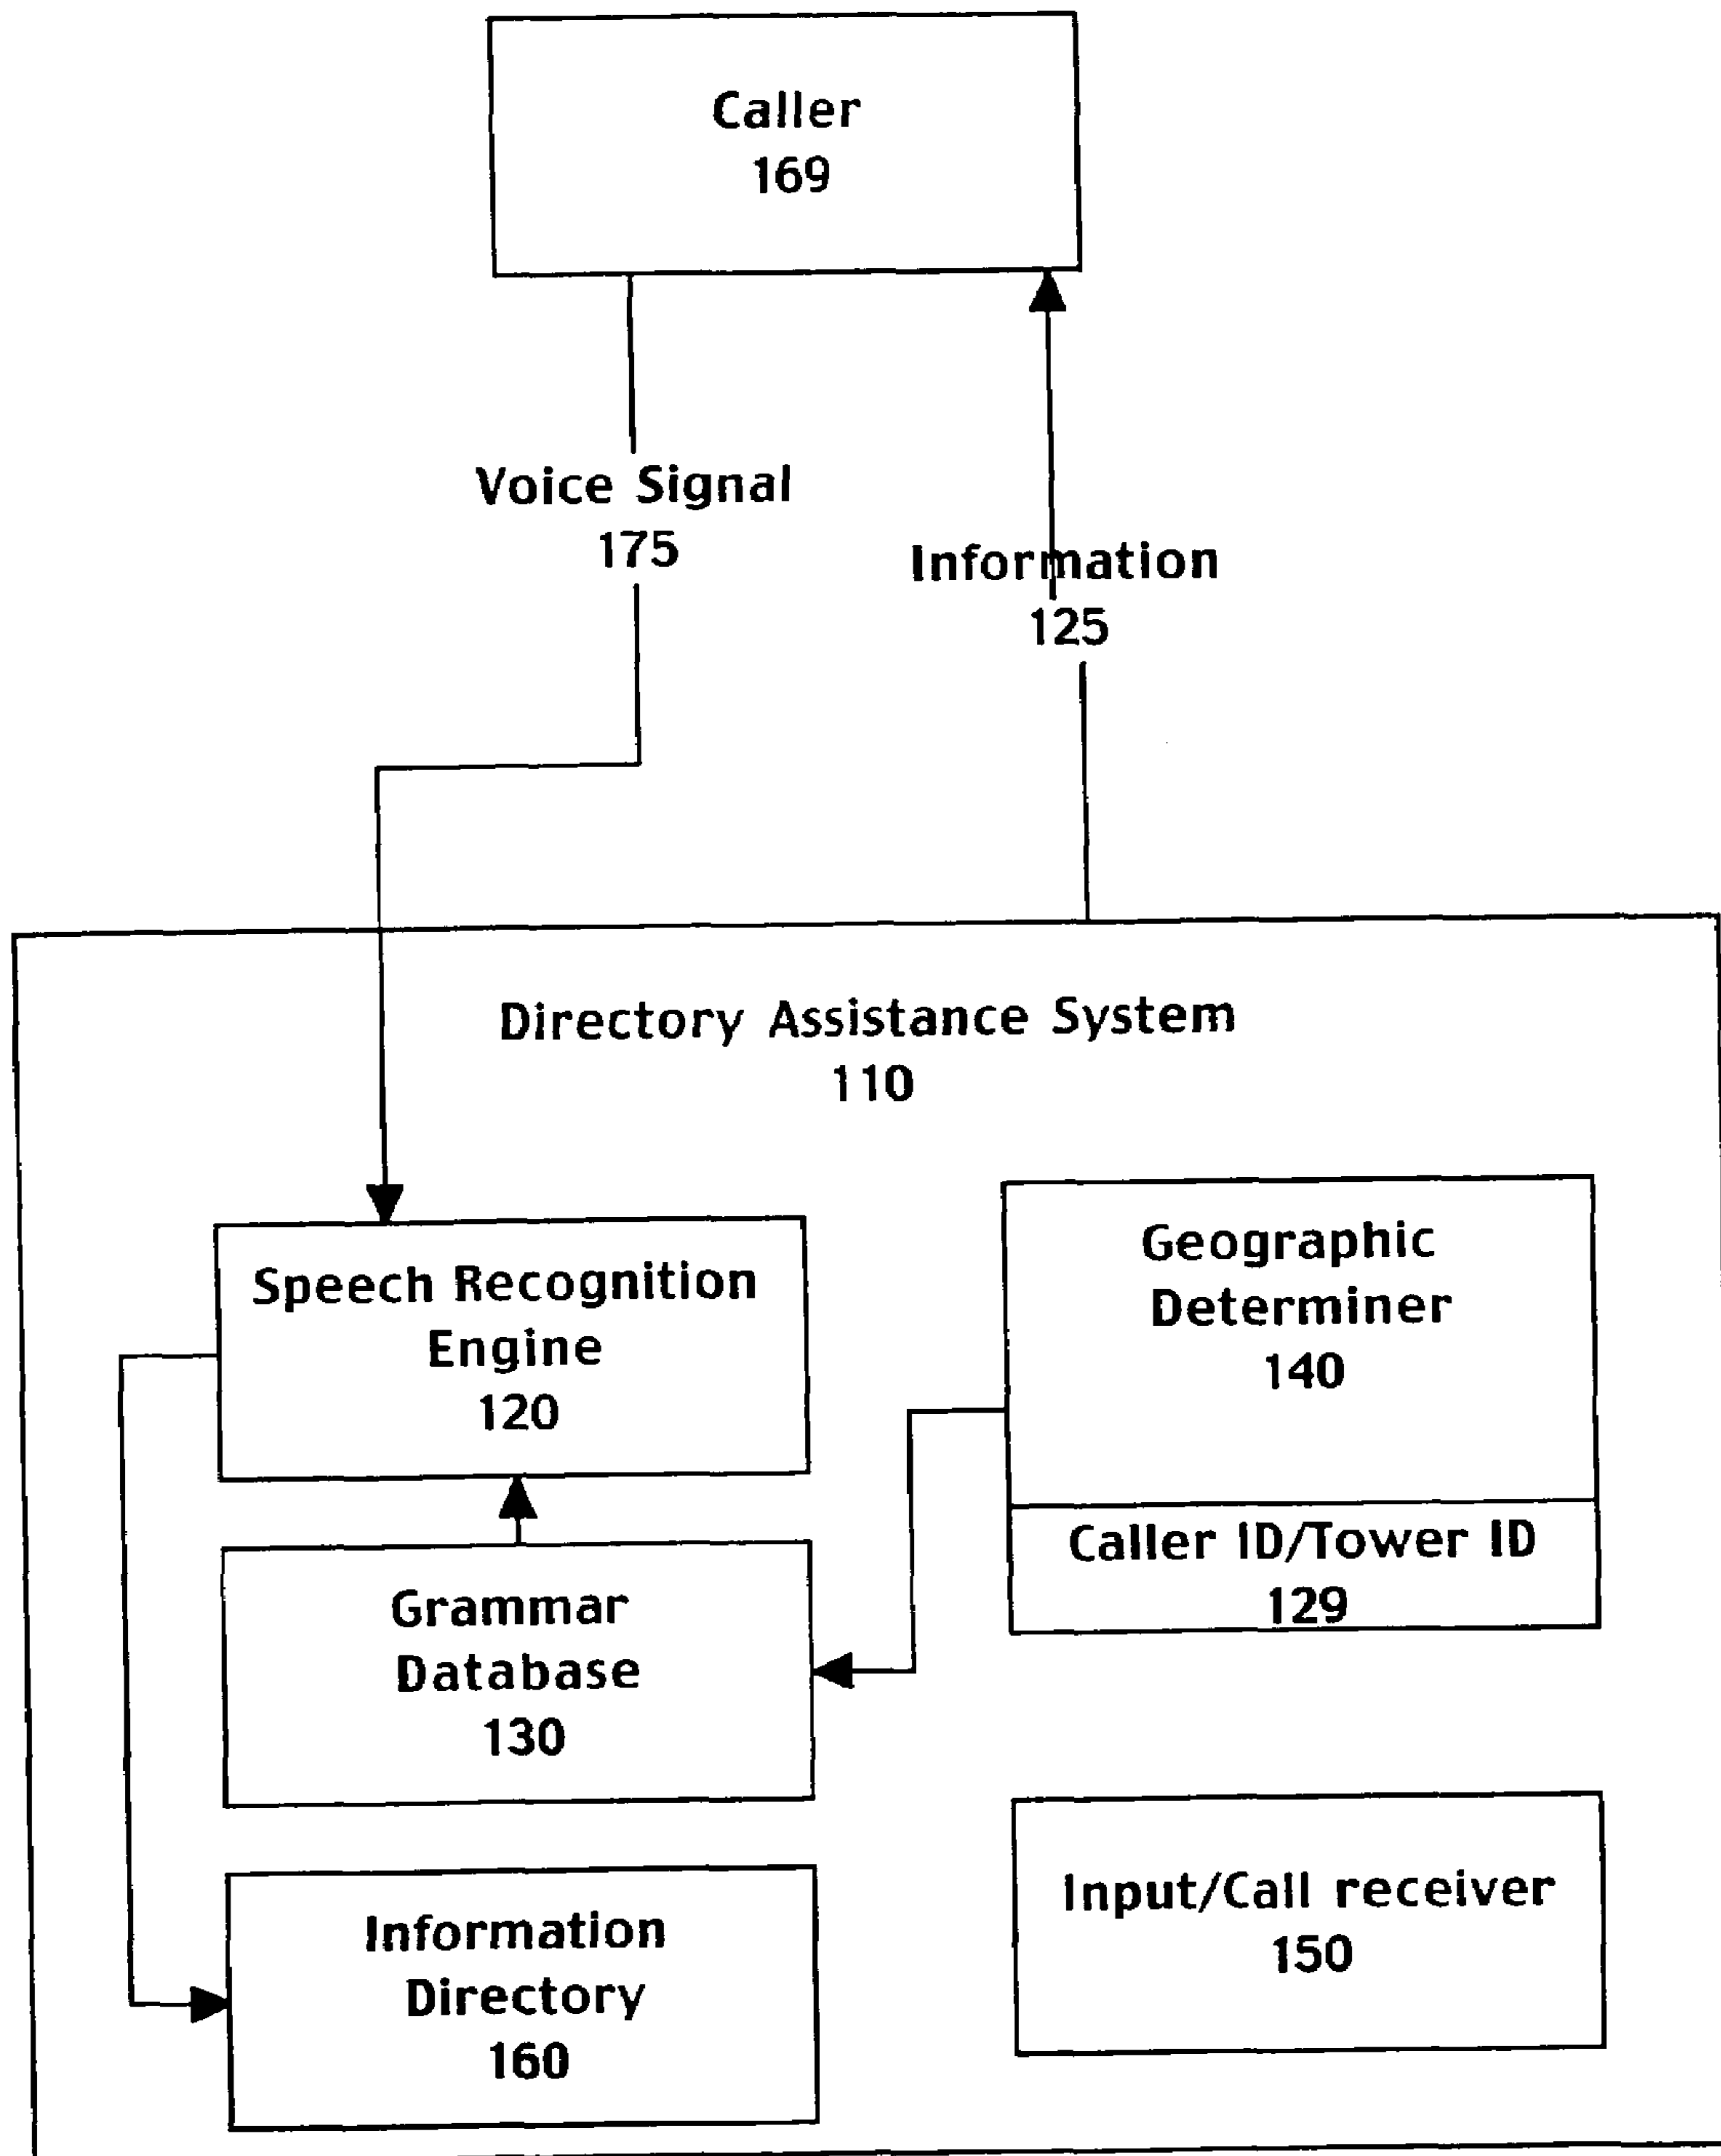 Caller
169
Voice Signal
175
Information
125
Directory Assistance System
110
Speech Recognition
Engine
120
Geographic
Determiner
140
Caller ID/Tower ID
129
Grammar
Database
130
Input/Call receiver
150
Information
Directory
160